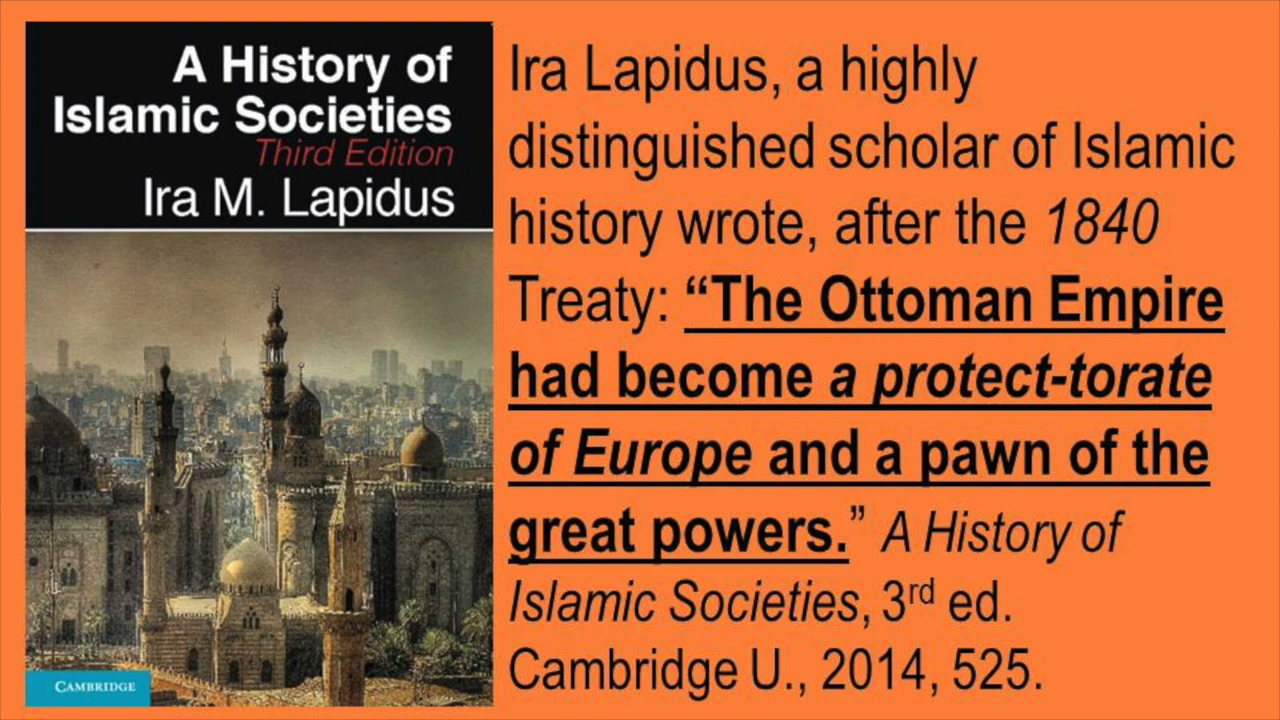 A History of
Islamic Societies
Third Edition
Ira M. Lapidus
CAMBRIDGE
Ira Lapidus, a highly
distinguished scholar of Islamic
history wrote, after the 1840
Treaty: “The Ottoman Empire
had become a protect-torate
of Europe and a pawn of the
great powers.” A History of
Islamic Societies, 3rd ed.
Cambridge U., 2014, 525.